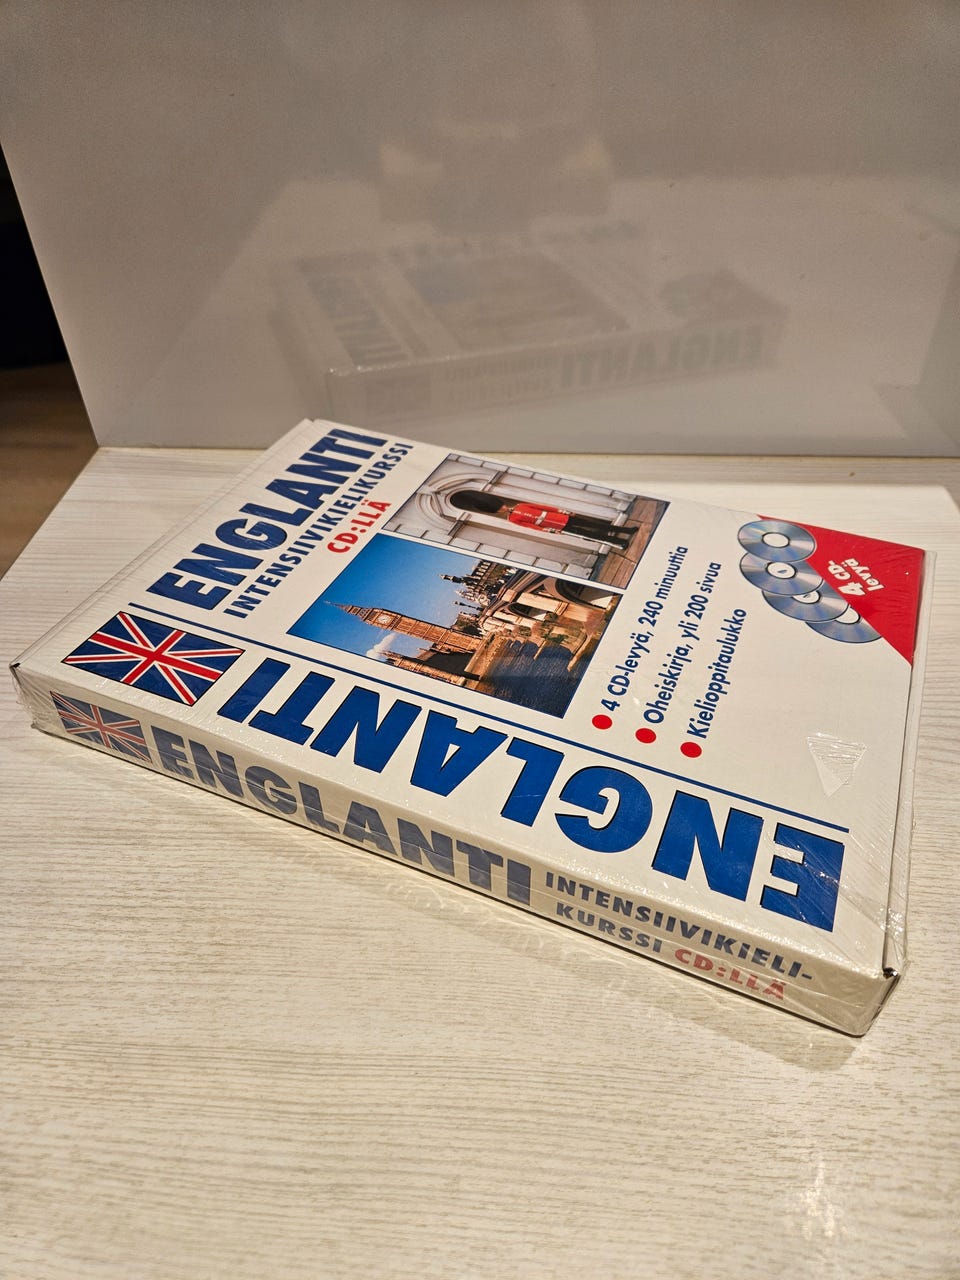 ENGLANTI
INTENSIIVIKIELIKURSSI
CD:LLÄ
4 CD-
levyä
4 CD-levyä, 240 minuuttia
Oheiskirja, yli 200 sivua
Kielioppitaulukko
ENGLANTI
ENGLANTI
INTENSIIVIKIELI-
KURSSI CD:LLÄ